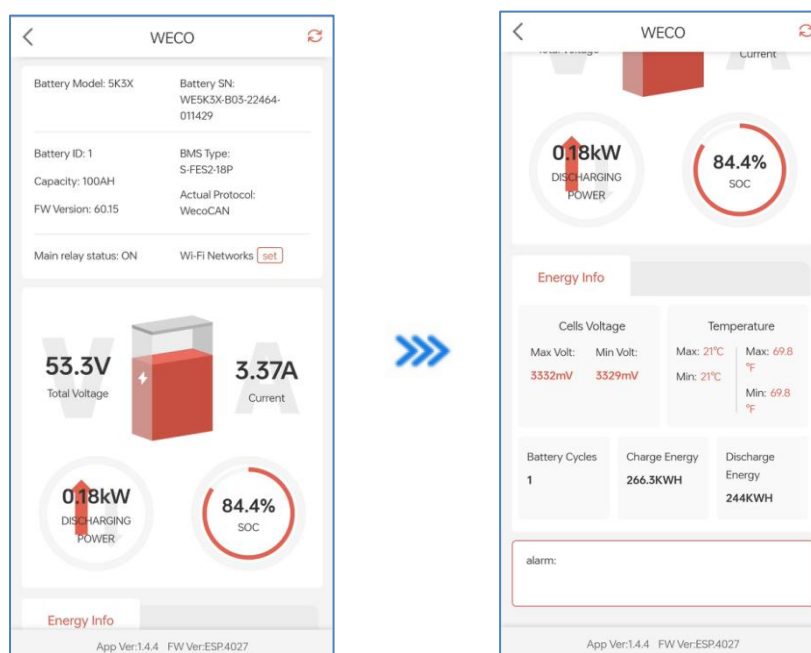 WECO
Battery Model: 5K3X
Battery SN:
WE5K3X-B03-22464-
011429
Battery ID: 1
Capacity: 100AH
FW Version: 60.15
BMS Type:
S-FES2-18P
Actual Protocol:
WecoCAN
Main relay status: ON
Wi-Fi Networks set
V
53.3V
Total Voltage
A
3.37A
Current
0.18kW
DISCHARGING
POWER
84.4%
SOC
Energy Info
App Ver:1.4.4 FW Ver:ESP.4027
WECO
Total Voltage
Current
0.18kW
DISCHARGING
POWER
84.4%
SOC
Energy Info
Cells Voltage
Max Volt: Min Volt:
3332mV 3329mV
Temperature
Max: 21°C
Min: 21°C
Max: 69.8
°F
Min: 69.8
°F
Battery Cycles
1
Charge Energy
266.3KWH
Discharge
Energy
244KWH
alarm:
App Ver:1.4.4 FW Ver:ESP.4027